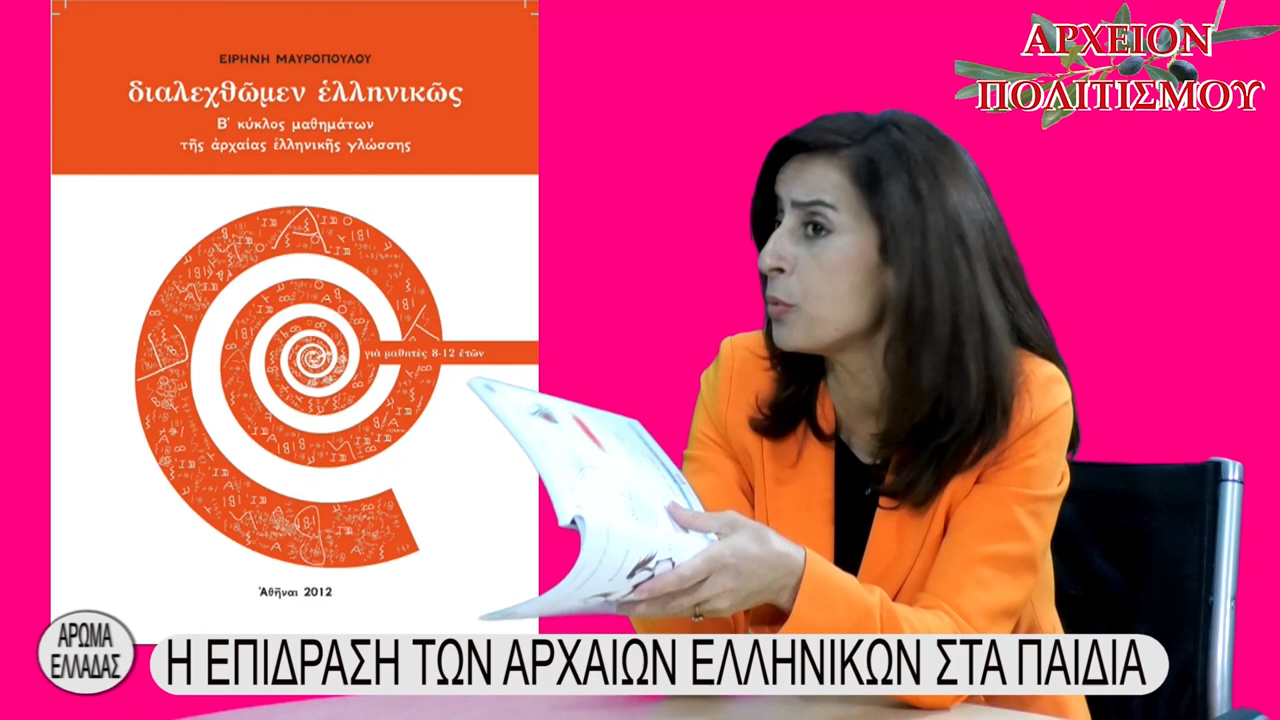 ΕΙΡΗΝΗ ΜΑΥΡΟΠΟΥΛΟΥ
διαλεχθῶμεν ἑλληνικῶς
Β΄ κύκλος μαθημάτων
τῆς ἀρχαίας ἑλληνικῆς γλώσσης
γιὰ μαθητὲς 8-12 ἐτῶν
Ἀθῆναι 2012
ΑΡΧΕΙΟΝ
ΠΟΛΙΤΙΣΜΟΥ
ΑΡΩΜΑ
ΕΛΛΑΔΑΣ
Η ΕΠΙΔΡΑΣΗ ΤΩΝ ΑΡΧΑΙΩΝ ΕΛΛΗΝΙΚΩΝ ΣΤΑ ΠΑΙΔΙΑ